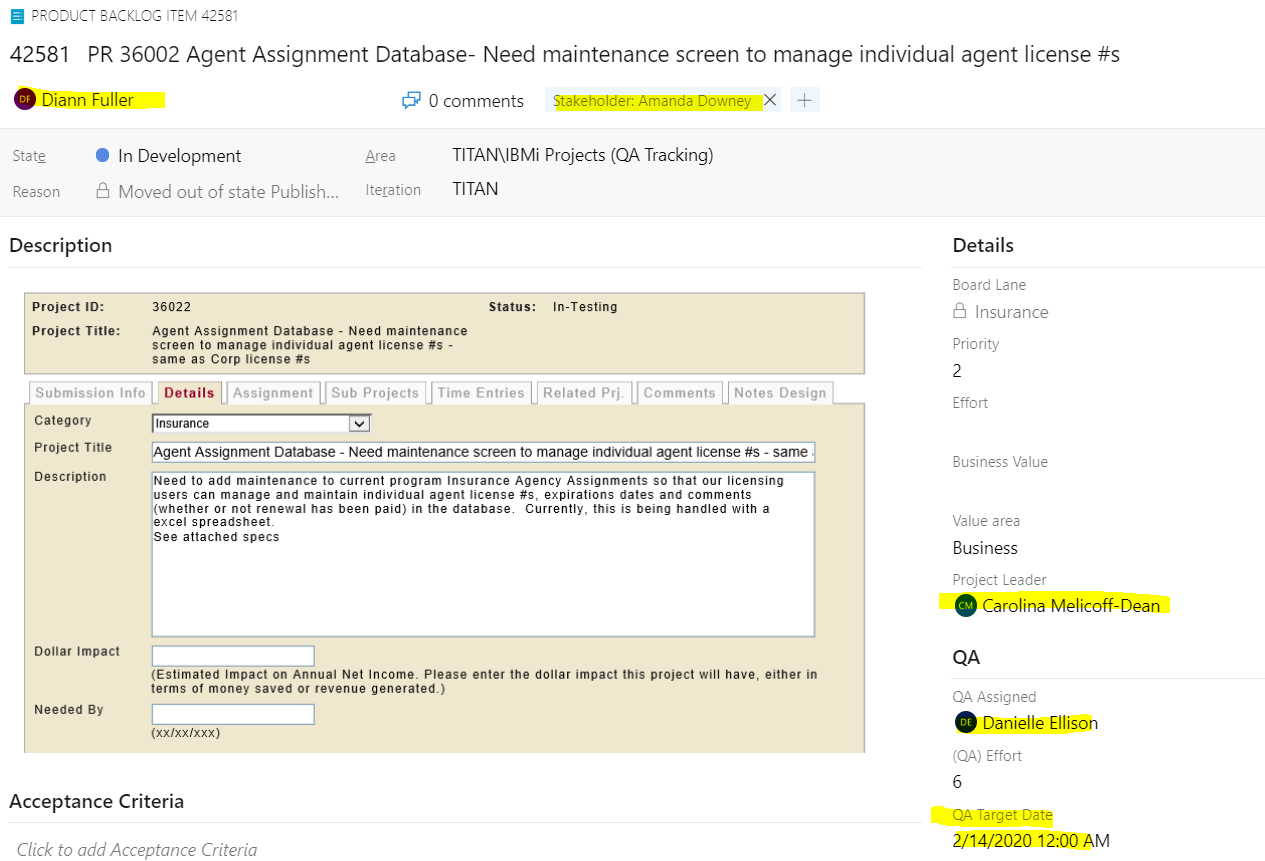 PRODUCT BACKLOG ITEM 42581
42581 PR 36002 Agent Assignment Database- Need maintenance screen to manage individual agent license #s
DF Diann Fuller
0 comments
Stakeholder: Amanda Downey
State In Development
Area TITAN\IBMi Projects (QA Tracking)
Reason Moved out of state Publish...
Iteration TITAN
Description
Project ID: 36022 Status: In-Testing
Project Title: Agent Assignment Database - Need maintenance
screen to manage individual agent license #s -
same as Corp license #s
Submission Info Details Assignment Sub Projects Time Entries Related Prj. Comments Notes Design
Category Insurance
Project Title Agent Assignment Database - Need maintenance screen to manage individual agent license #s - same
Description Need to add maintenance to current program Insurance Agency Assignments so that our licensing
users can manage and maintain individual agent license #s, expirations dates and comments
(whether or not renewal has been paid) in the database. Currently, this is being handled with a
excel spreadsheet.
See attached specs
Dollar Impact
(Estimated Impact on Annual Net Income. Please enter the dollar impact this project will have, either in
terms of money saved or revenue generated.)
Needed By
(xx/xx/xxx)
Acceptance Criteria
Click to add Acceptance Criteria
Details
Board Lane
Insurance
Priority
2
Effort
Business Value
Value area
Business
Project Leader
CM Carolina Melicoff-Dean
QA
QA Assigned
DE Danielle Ellison
(QA) Effort
6
QA Target Date
2/14/2020 12:00 AM